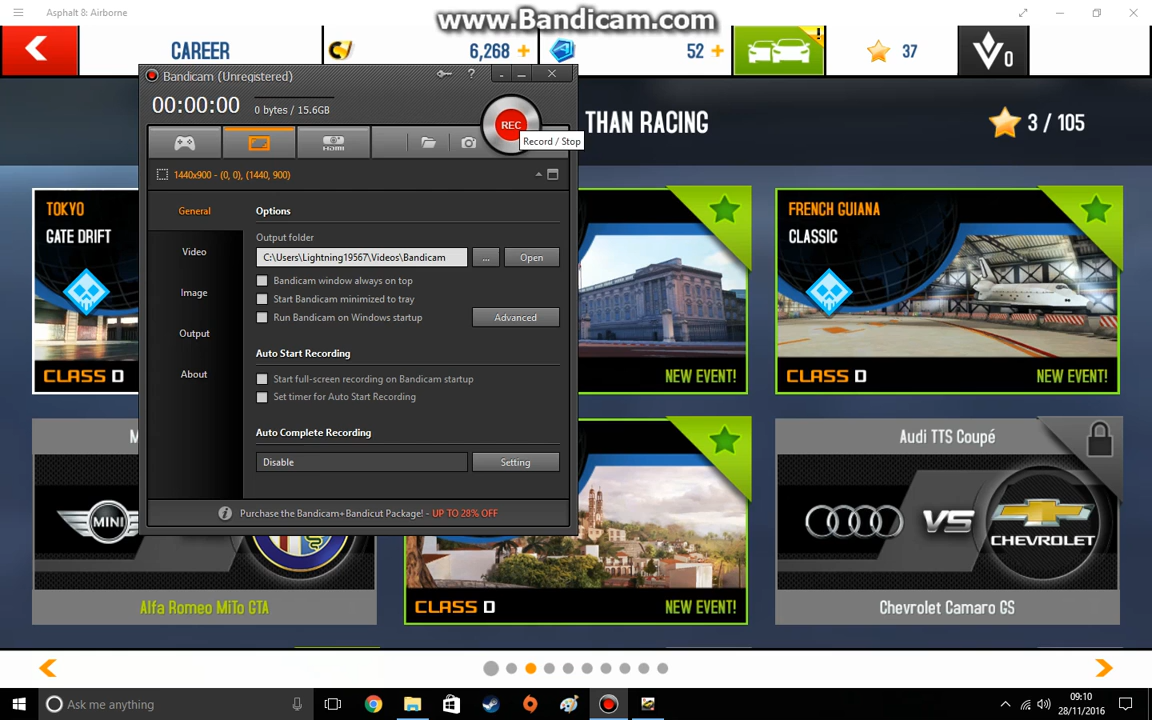 Asphalt 8: Airborne
www.Bandicam.com
CAREER
6,268 +
52 +
!
37
0
Bandicam (Unregistered)
?
00:00:00
0 bytes / 15.6GB
REC
Record / Stop
HDMI
THAN RACING
3 / 105
1440x900 - (0, 0), (1440, 900)
General
Video
Image
Output
About
Options
Output folder
C:\Users\Lightning19567\Videos\Bandicam
...
Open
Bandicam window always on top
Start Bandicam minimized to tray
Run Bandicam on Windows startup
Advanced
Auto Start Recording
Start full-screen recording on Bandicam startup
Set timer for Auto Start Recording
Auto Complete Recording
Disable
Setting
Purchase the Bandicam+Bandicut Package! - UP TO 28% OFF
TOKYO
GATE DRIFT
CLASS D
NEW EVENT!
FRENCH GUIANA
CLASSIC
CLASS D
NEW EVENT!
M
MINI
Alfa Romeo MiTo GTA
CLASS D
NEW EVENT!
Audi TTS Coupé
VS
CHEVROLET
Chevrolet Camaro GS
Ask me anything
09:10
28/11/2016